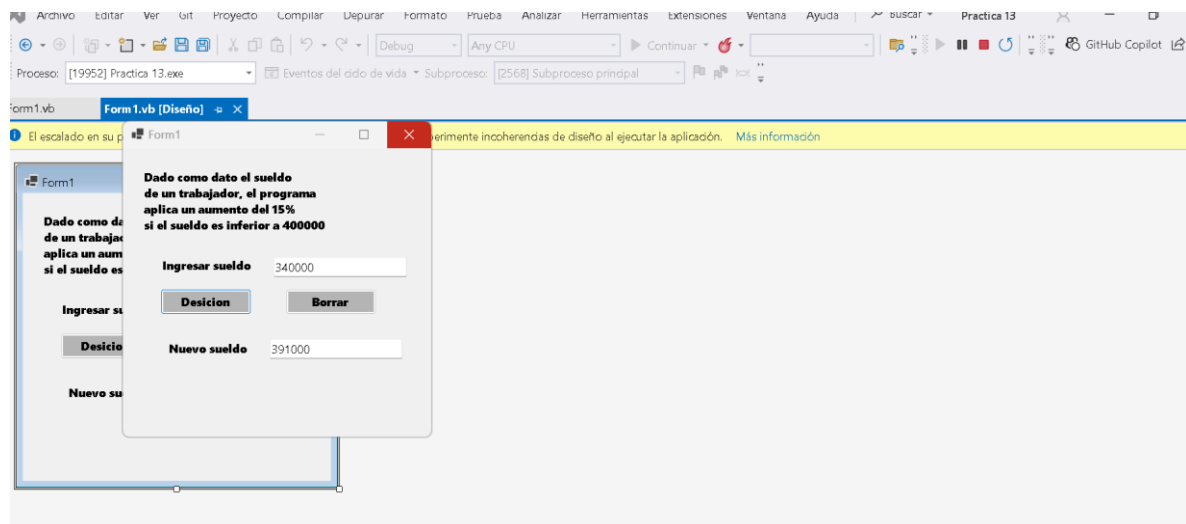 Archivo Editar Ver Git Proyecto Compilar Depurar Formato Prueba Analizar Herramientas Extensiones Ventana Ayuda Buscar Practica 13
Debug Any CPU Continuar GitHub Copilot
Proceso: [19952] Practica 13.exe Eventos del ciclo de vida Subproceso: [2568] Subproceso principal
Form1.vb Form1.vb [Diseño]
El escalado en su p
erimente incoherencias de diseño al ejecutar la aplicación. Más información
Form1
Dado como da
de un trabajad
aplica un aum
si el sueldo es
Ingresar su
Desicio
Nuevo su
Form1
Dado como dato el sueldo
de un trabajador, el programa
aplica un aumento del 15%
si el sueldo es inferior a 400000
Ingresar sueldo 340000
Desicion Borrar
Nuevo sueldo 391000